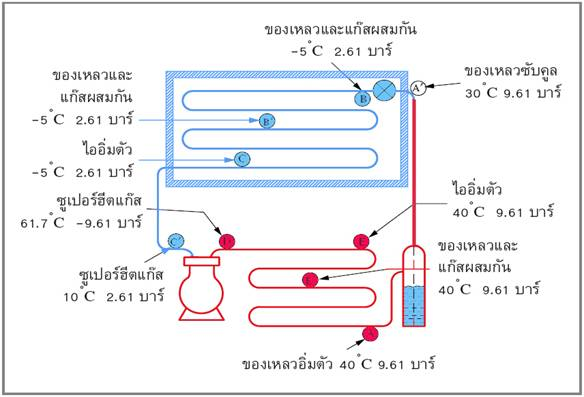 ของเหลวและแก๊สผสมกัน
-5°C 2.61 บาร์
ของเหลวซับคูล
30°C 9.61 บาร์
A'
B
ของเหลวและ
แก๊สผสมกัน
-5°C 2.61 บาร์
B'
ไออิ่มตัว
-5°C 2.61 บาร์
C
ซูเปอร์ฮีตแก๊ส
61.7°C -9.61 บาร์
ไออิ่มตัว
40°C 9.61 บาร์
E
C'
ซูเปอร์ฮีตแก๊ส
10°C 2.61 บาร์
ของเหลวและ
แก๊สผสมกัน
40°C 9.61 บาร์
A
ของเหลวอิ่มตัว 40°C 9.61 บาร์